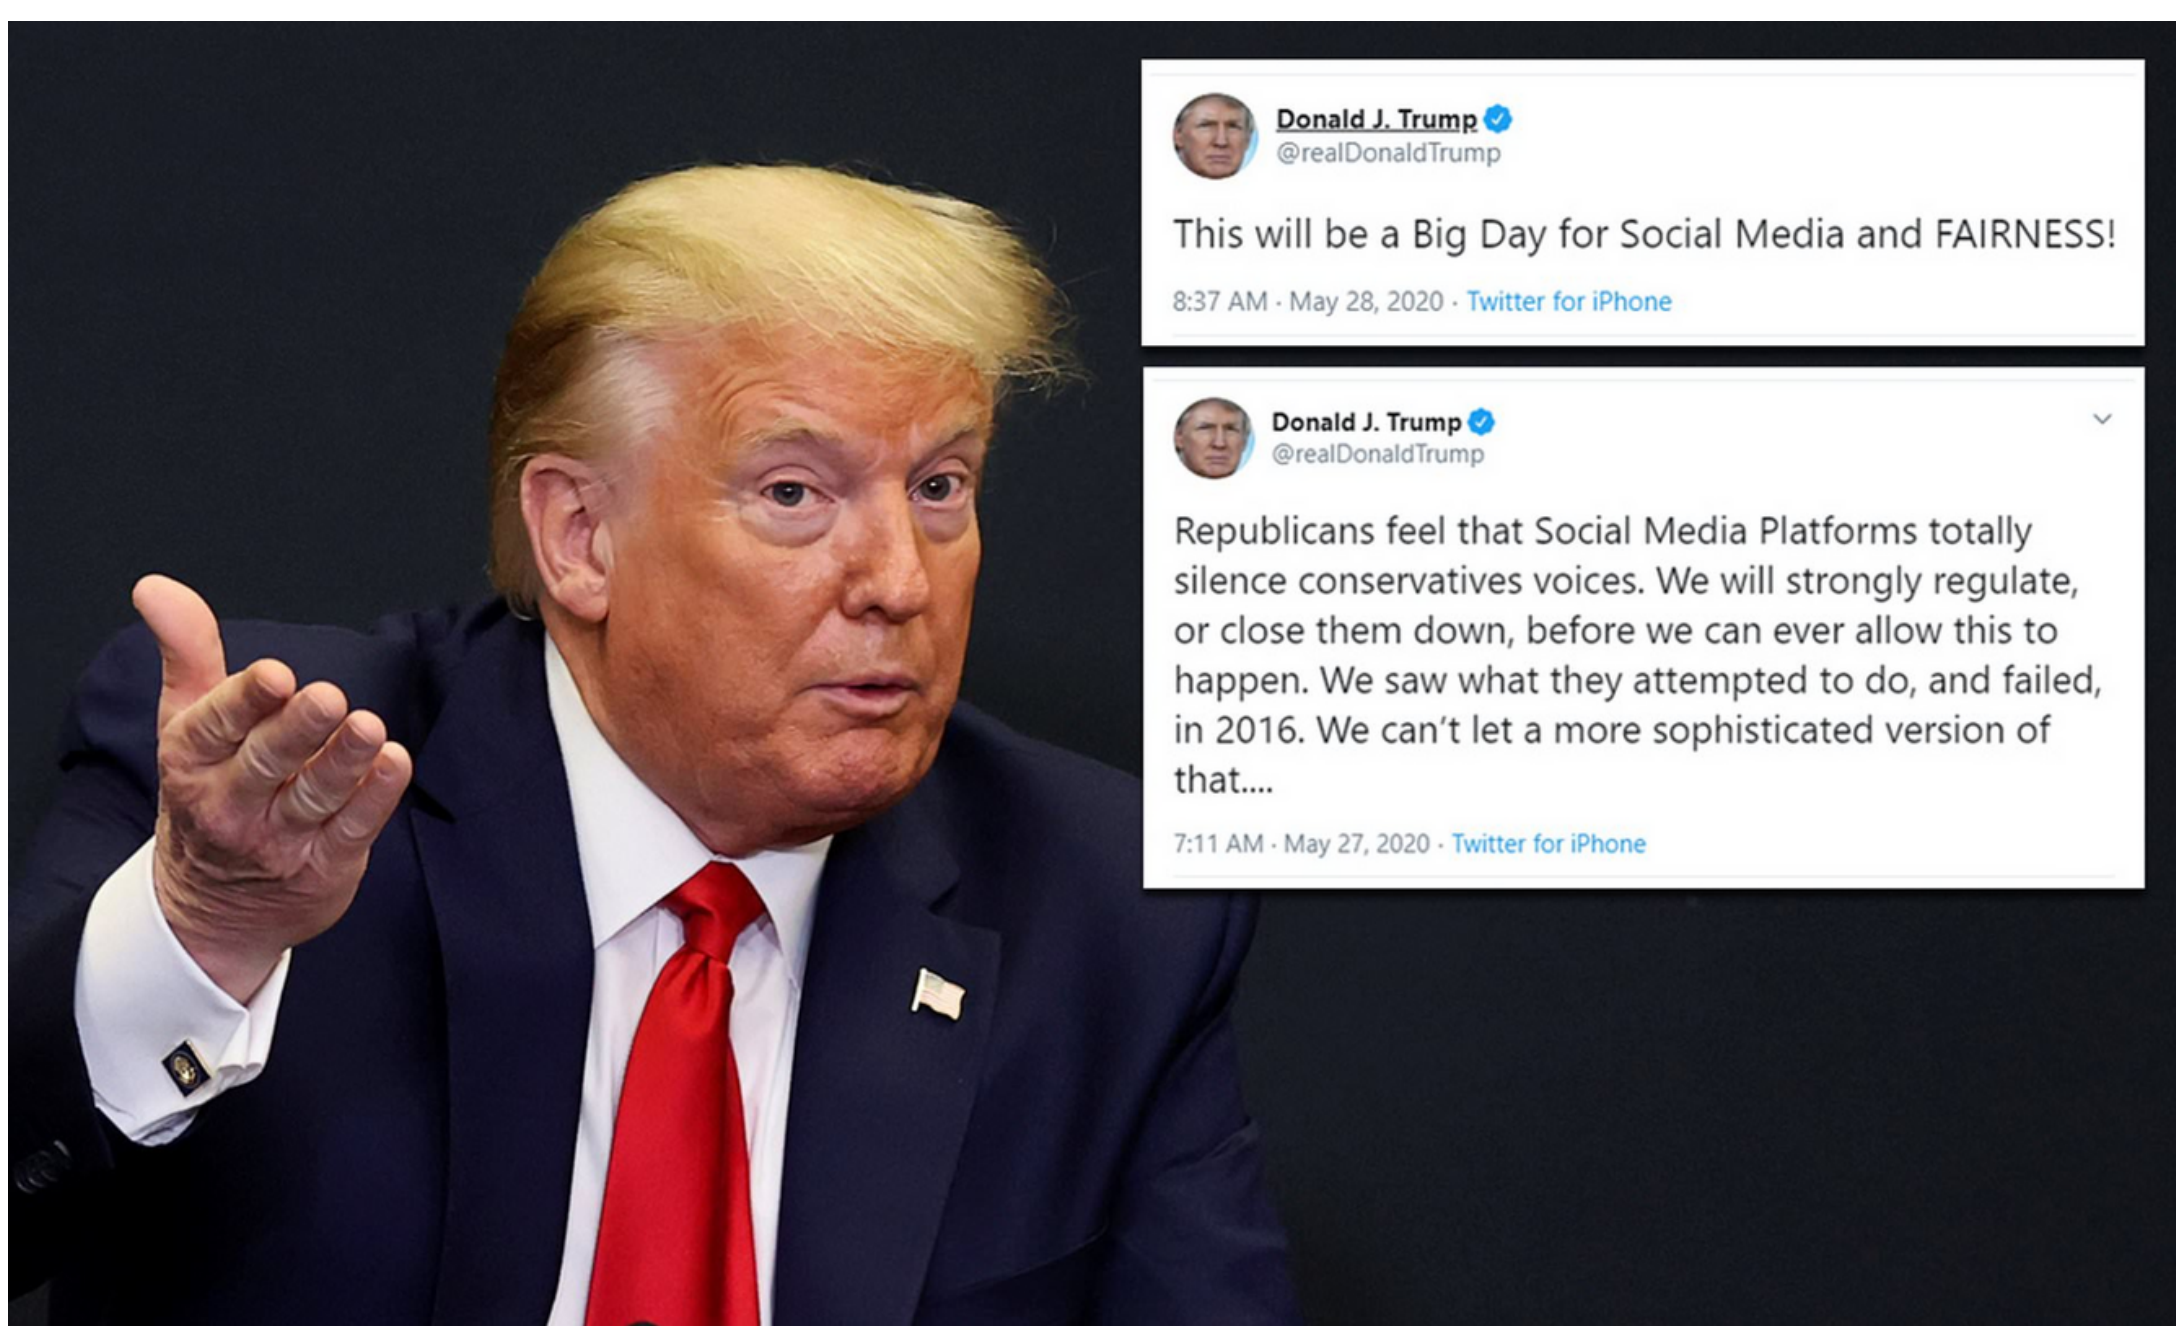 Donald J. Trump
@realDonaldTrump
This will be a Big Day for Social Media and FAIRNESS!
8:37 AM · May 28, 2020 · Twitter for iPhone
Donald J. Trump
@realDonaldTrump
Republicans feel that Social Media Platforms totally
silence conservatives voices. We will strongly regulate,
or close them down, before we can ever allow this to
happen. We saw what they attempted to do, and failed,
in 2016. We can’t let a more sophisticated version of
that....
7:11 AM · May 27, 2020 · Twitter for iPhone